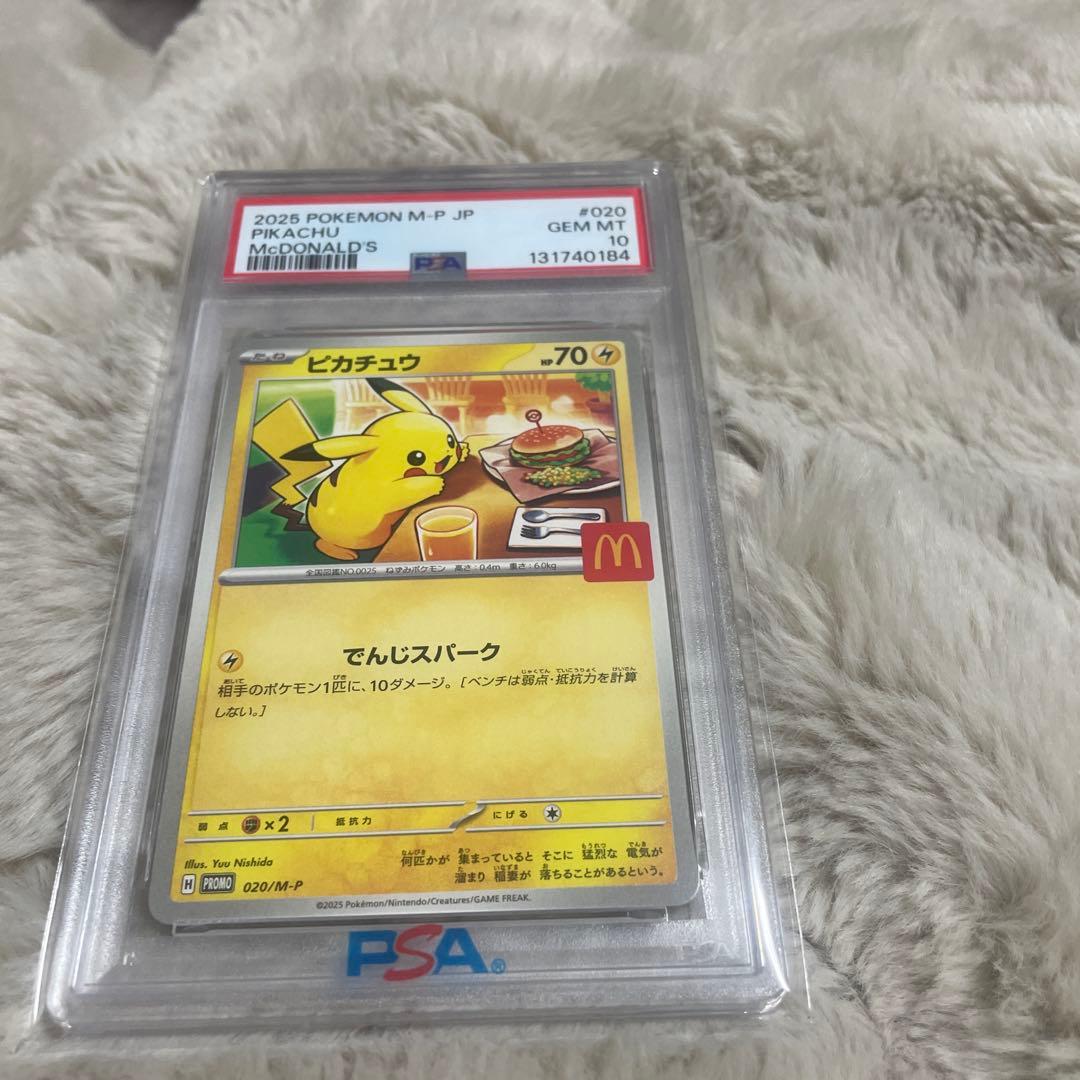 2025 POKEMON M-P JP #020
PIKACHU GEM MT
McDONALD'S 10
PSA 131740184
たね ピカチュウ HP70
M
全国図鑑NO.0025 ねずみポケモン 高さ:0.4m 重さ:6.0kg
でんじスパーク
相手のポケモン1匹に、10ダメージ。[ベンチは弱点・抵抗力を計算
しない。]
弱点 ×2 抵抗力 にげる
Illus. Yuu Nishida
何匹かが 集まっていると そこに 猛烈な 電気が
溜まり 稲妻が 落ちることがあるという。
H PROMO 020/M-P
©2025 Pokémon/Nintendo/Creatures/GAME FREAK.
PSA®